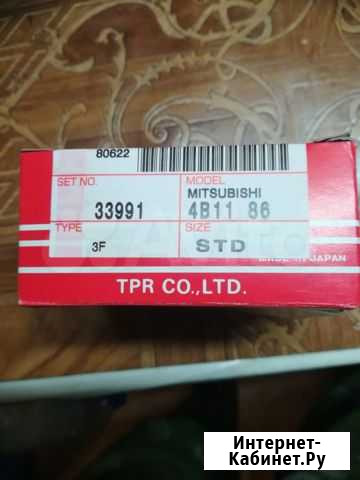 80622
SET NO. MODEL
MITSUBISHI
33991 4B11 86
TYPE SIZE
3F STD
MADE IN JAPAN
TPR CO.,LTD.
Интернет-
Кабинет.Ру